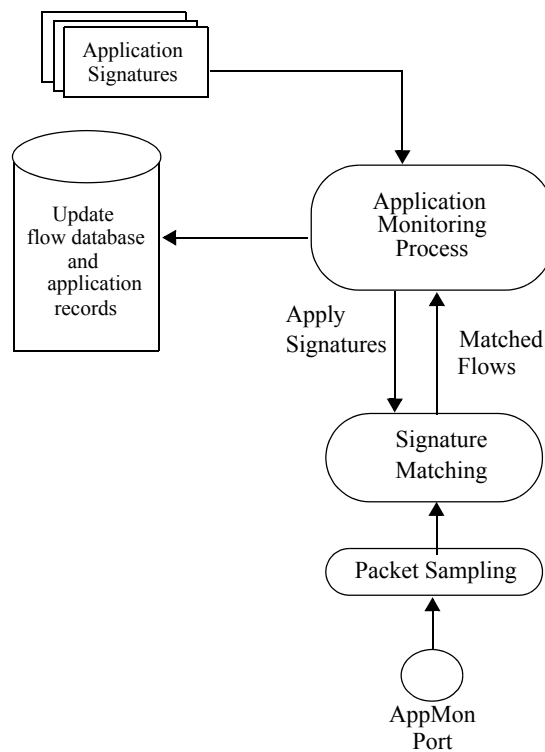 Application
Signatures
Update
flow database
and
application
records
Application
Monitoring
Process
Apply
Signatures
Matched
Flows
Signature
Matching
Packet Sampling
AppMon
Port